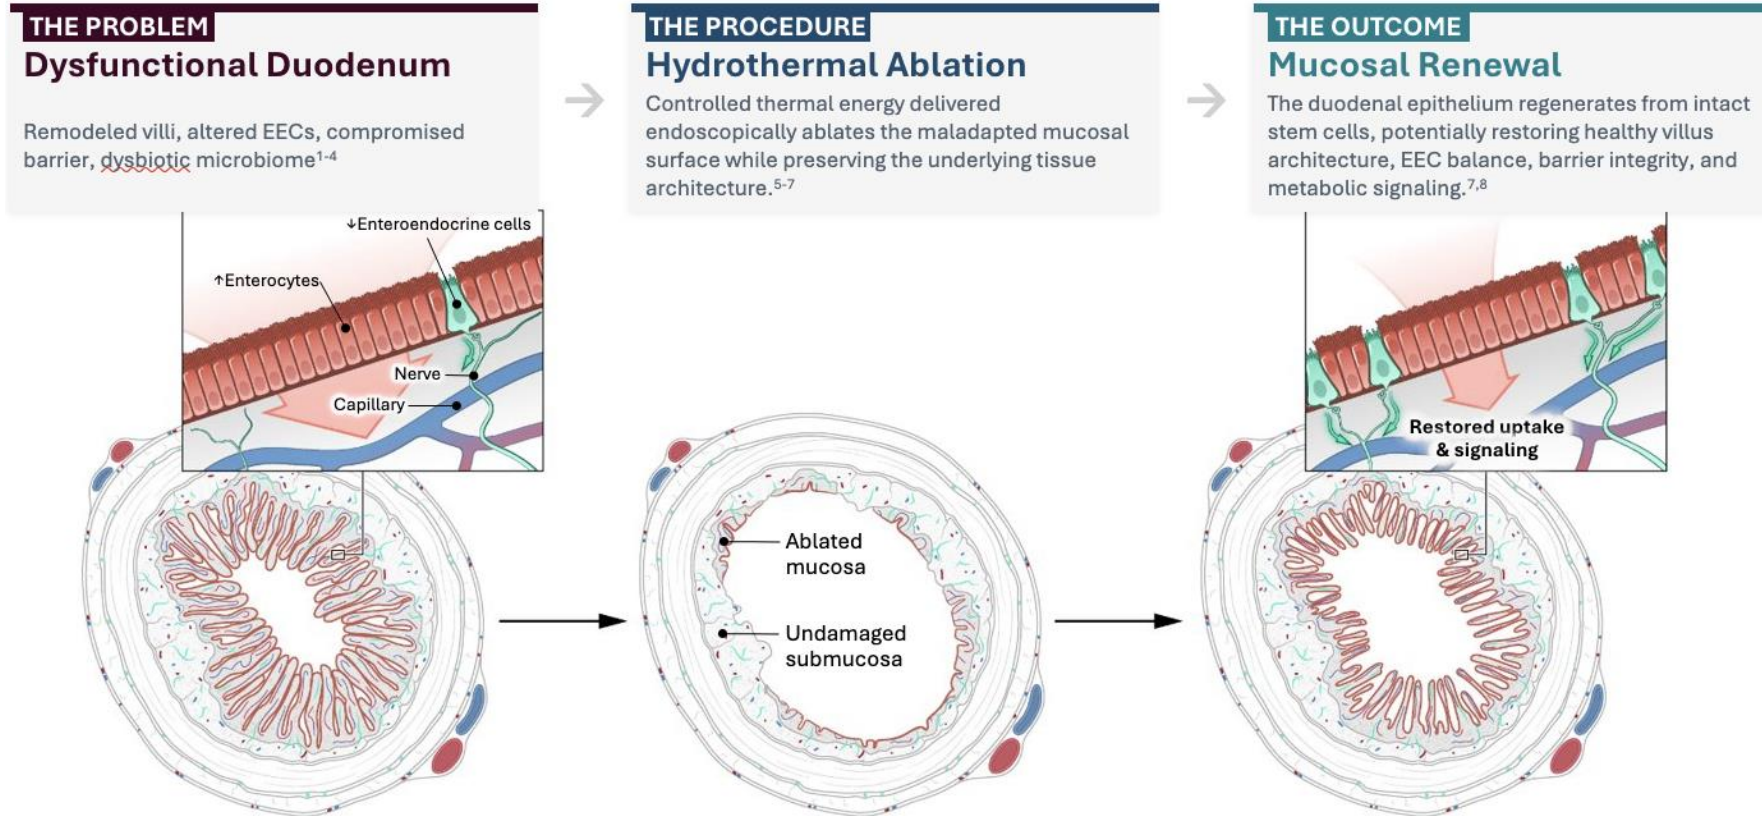 THE PROBLEM
Dysfunctional Duodenum
Remodeled villi, altered EECs, compromised
barrier, dysbiotic microbiome1-4
↓Enteroendocrine cells
↑Enterocytes
Nerve
Capillary
THE PROCEDURE
Hydrothermal Ablation
Controlled thermal energy delivered
endoscopically ablates the maladapted mucosal
surface while preserving the underlying tissue
architecture.5-7
Ablated
mucosa
Undamaged
submucosa
THE OUTCOME
Mucosal Renewal
The duodenal epithelium regenerates from intact
stem cells, potentially restoring healthy villus
architecture, EEC balance, barrier integrity, and
metabolic signaling.7,8
Restored uptake
& signaling